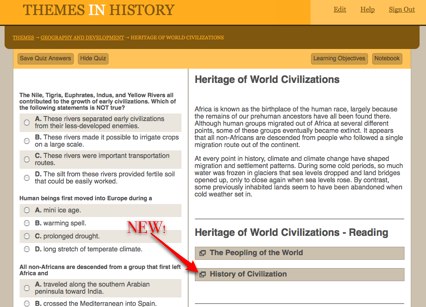 THEMES IN HISTORY
Edit Help Sign Out
THEMES → GEOGRAPHY AND DEVELOPMENT → HERITAGE OF WORLD CIVILIZATIONS
Save Quiz Answers Hide Quiz
Learning Objectives Notebook
The Nile, Tigris, Euphrates, Indus, and Yellow Rivers all
contributed to the growth of early civilizations. Which of
the following statements is NOT true?
A. These rivers separated early civilizations
from their less-developed enemies.
B. These rivers made it possible to irrigate crops
on a large scale.
C. These rivers were important transportation
routes.
D. The silt from these rivers provided fertile soil
that could be easily worked.
Human beings first moved into Europe during a
A. mini ice age.
B. warming spell.
C. prolonged drought.
D. long stretch of temperate climate.
All non-Africans are descended from a group that first left
Africa and
A. traveled along the southern Arabian
peninsula toward India.
B. crossed the Mediterranean into Spain.
Heritage of World Civilizations
Africa is known as the birthplace of the human race, largely because
the remains of our prehuman ancestors have all been found there.
Although human groups migrated out of Africa at several different
points, some of these groups eventually became extinct. It appears
that all non-Africans are descended from people who followed a single
migration route out of the continent.
At every point in history, climate and climate change have shaped
migration and settlement patterns. During some cold periods, so much
water was frozen in glaciers that sea levels dropped and land bridges
opened up, only to close again when sea levels rose. By contrast,
some previously inhabited lands seem to have been abandoned when
cold weather set in.
Heritage of World Civilizations - Reading
NEW!
The Peopling of the World
History of Civilization